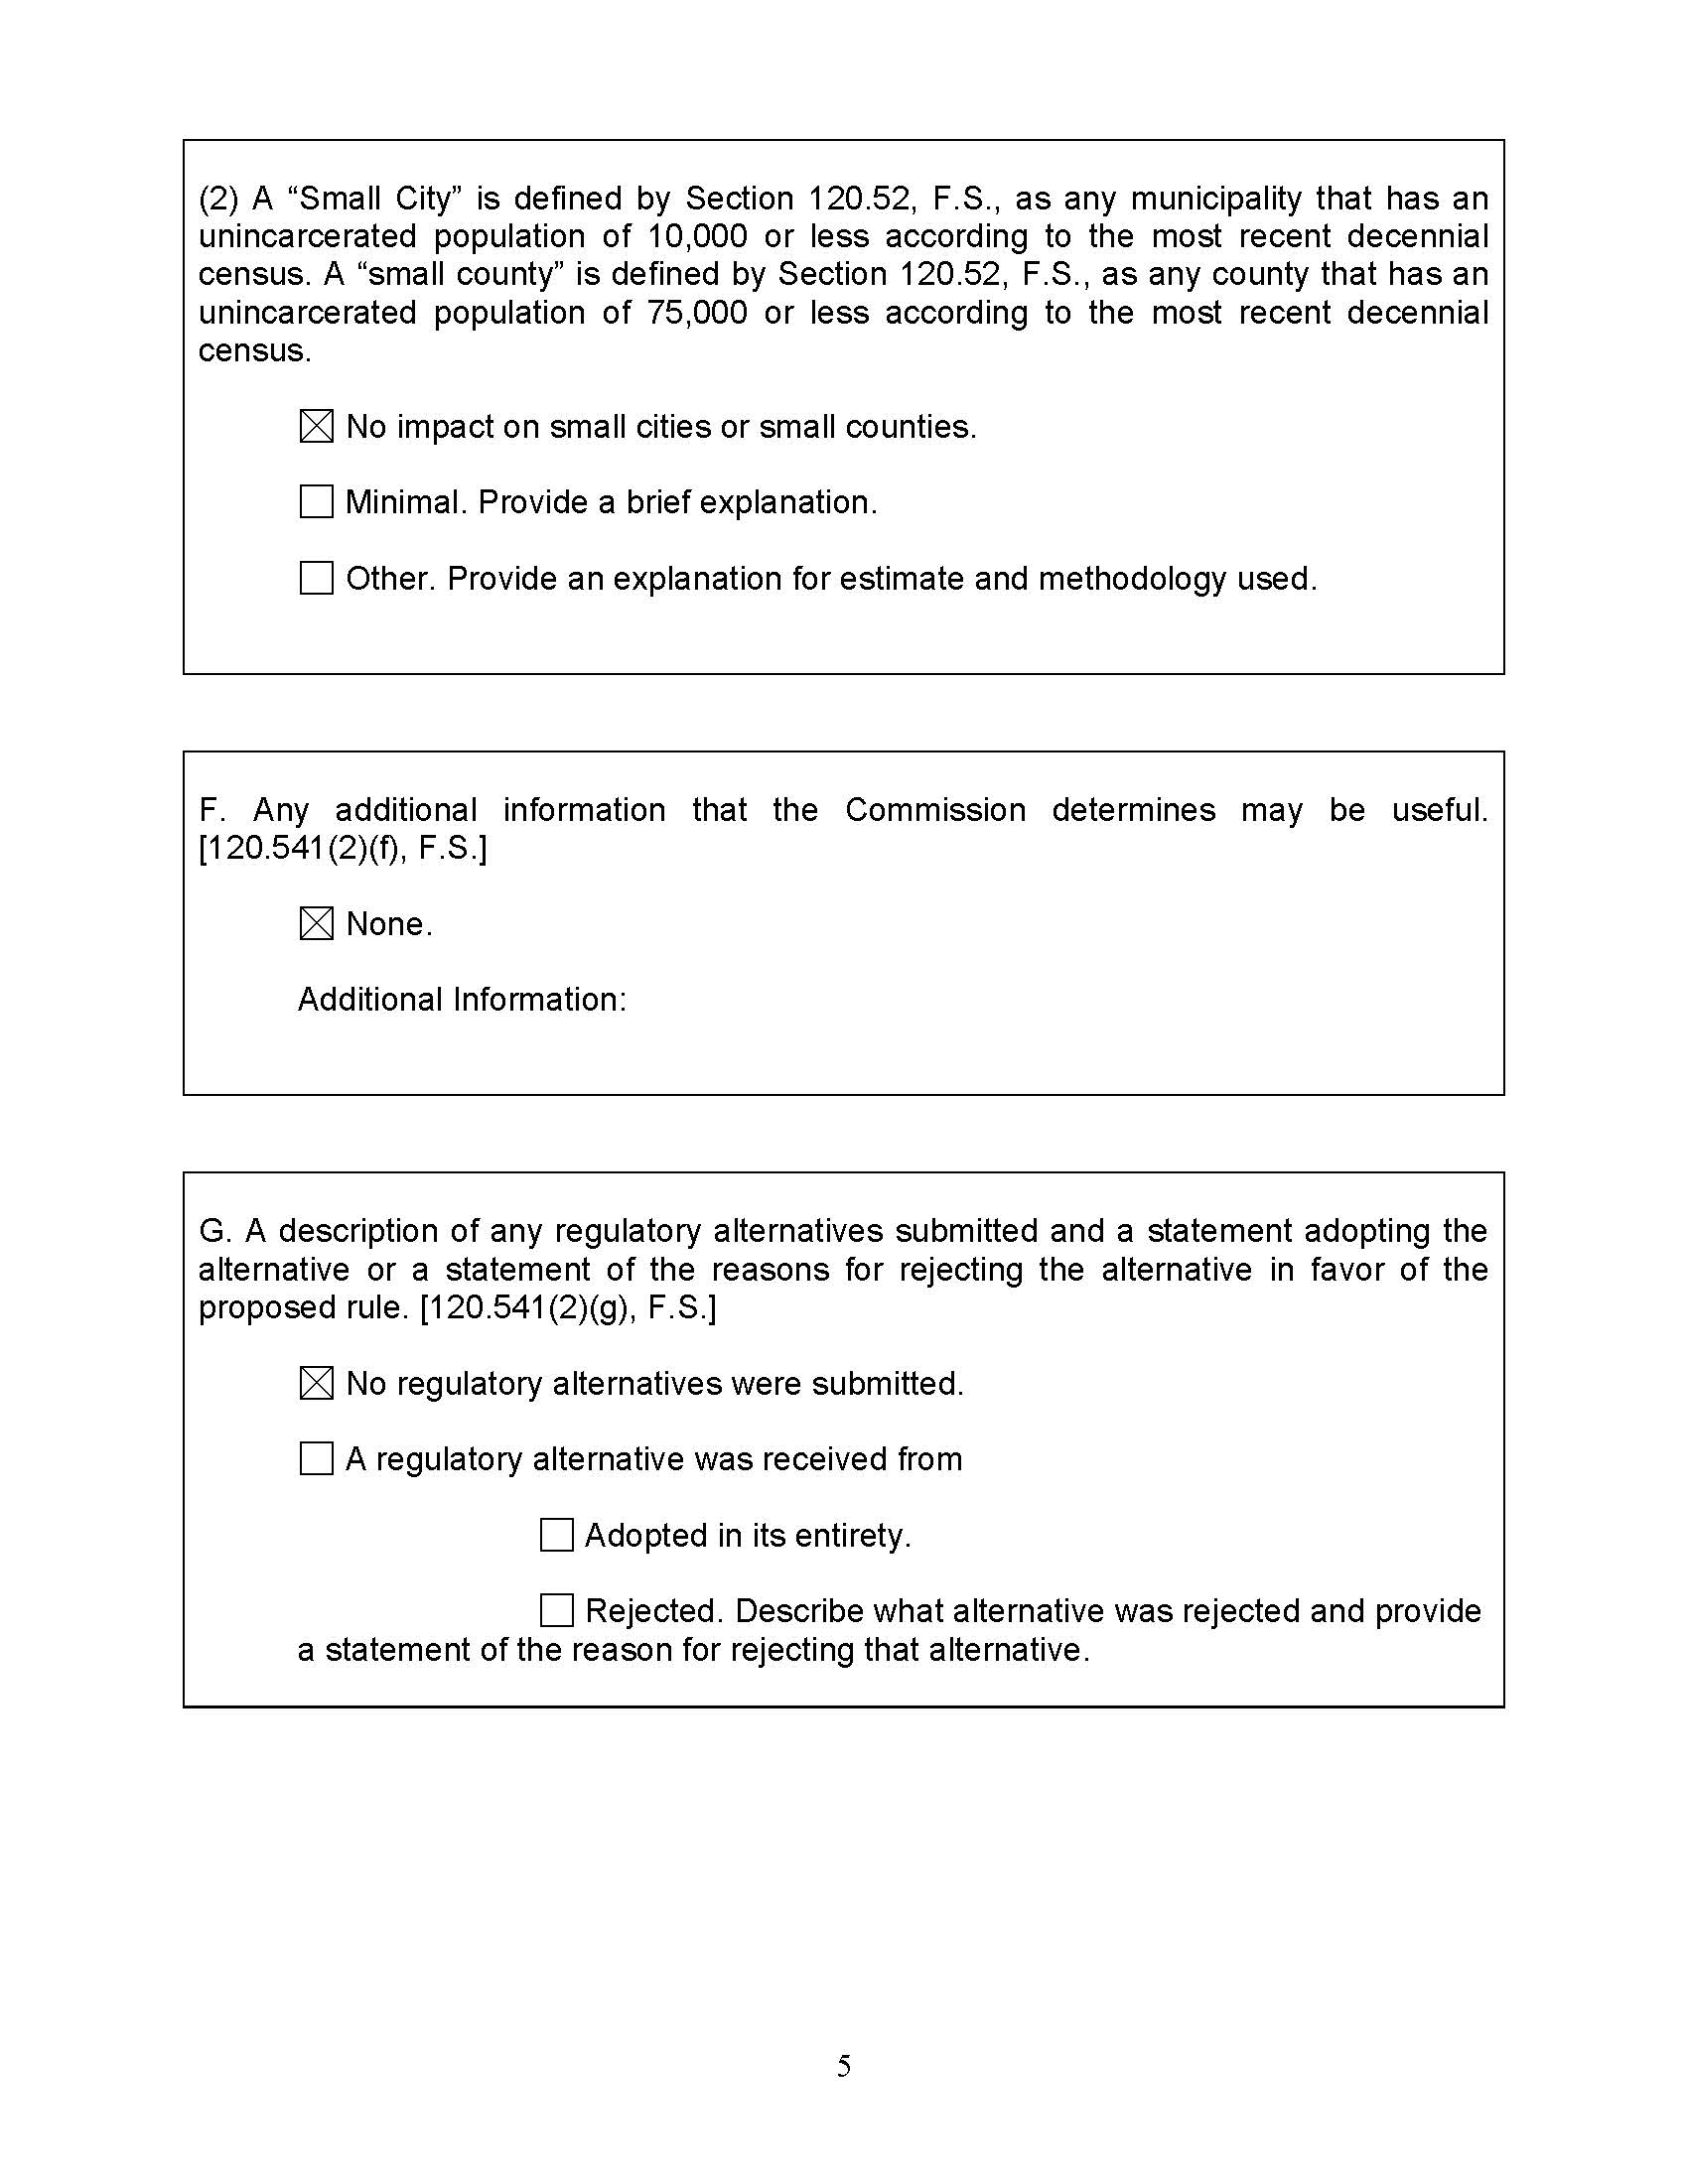 (2) A “Small City” is defined by Section 120.52, F.S., as any municipality that has an
unincarcerated population of 10,000 or less according to the most recent decennial
census. A “small county” is defined by Section 120.52, F.S., as any county that has an
unincarcerated population of 75,000 or less according to the most recent decennial
census.
☒ No impact on small cities or small counties.
☐ Minimal. Provide a brief explanation.
☐ Other. Provide an explanation for estimate and methodology used.
F. Any additional information that the Commission determines may be useful.
[120.541(2)(f), F.S.]
☒ None.
Additional Information:
G. A description of any regulatory alternatives submitted and a statement adopting the
alternative or a statement of the reasons for rejecting the alternative in favor of the
proposed rule. [120.541(2)(g), F.S.]
☒ No regulatory alternatives were submitted.
☐ A regulatory alternative was received from
☐ Adopted in its entirety.
☐ Rejected. Describe what alternative was rejected and provide
a statement of the reason for rejecting that alternative.
5